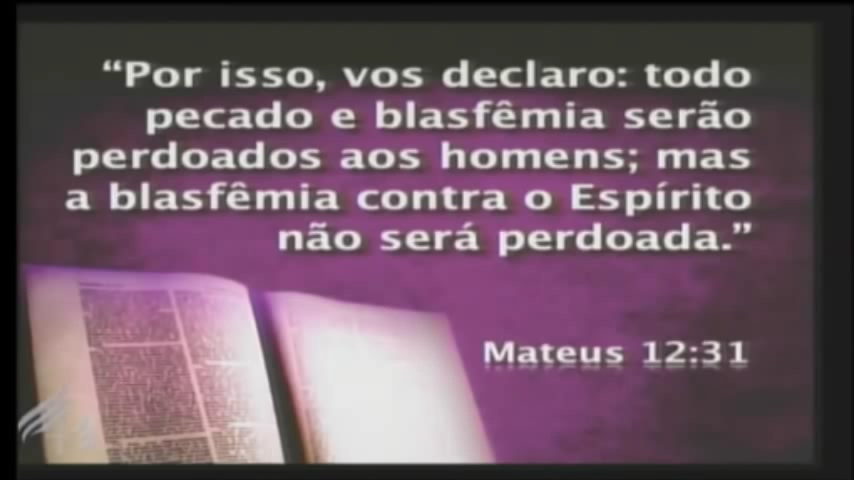 “Por isso, vos declaro: todo
pecado e blasfêmia serão
perdoados aos homens; mas
a blasfêmia contra o Espírito
não será perdoada.”
Mateus 12:31